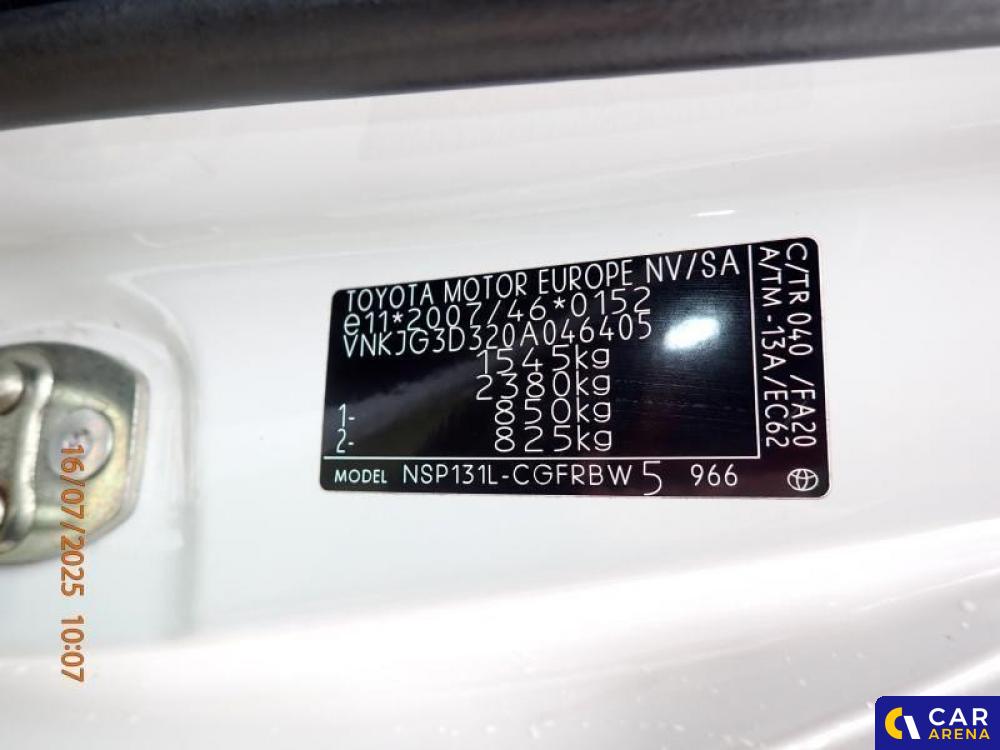 TOYOTA MOTOR EUROPE NV/SA
e11*2007/46*0152
VNKJG3D320A046405
1545kg
2380kg
1- 850kg
2- 825kg
MODEL NSP131L-CGFRBW 5 966
C/TR 040 /FA20
A/TM -13A/EC62
16/07/2025 10:07
CAR
ARENA